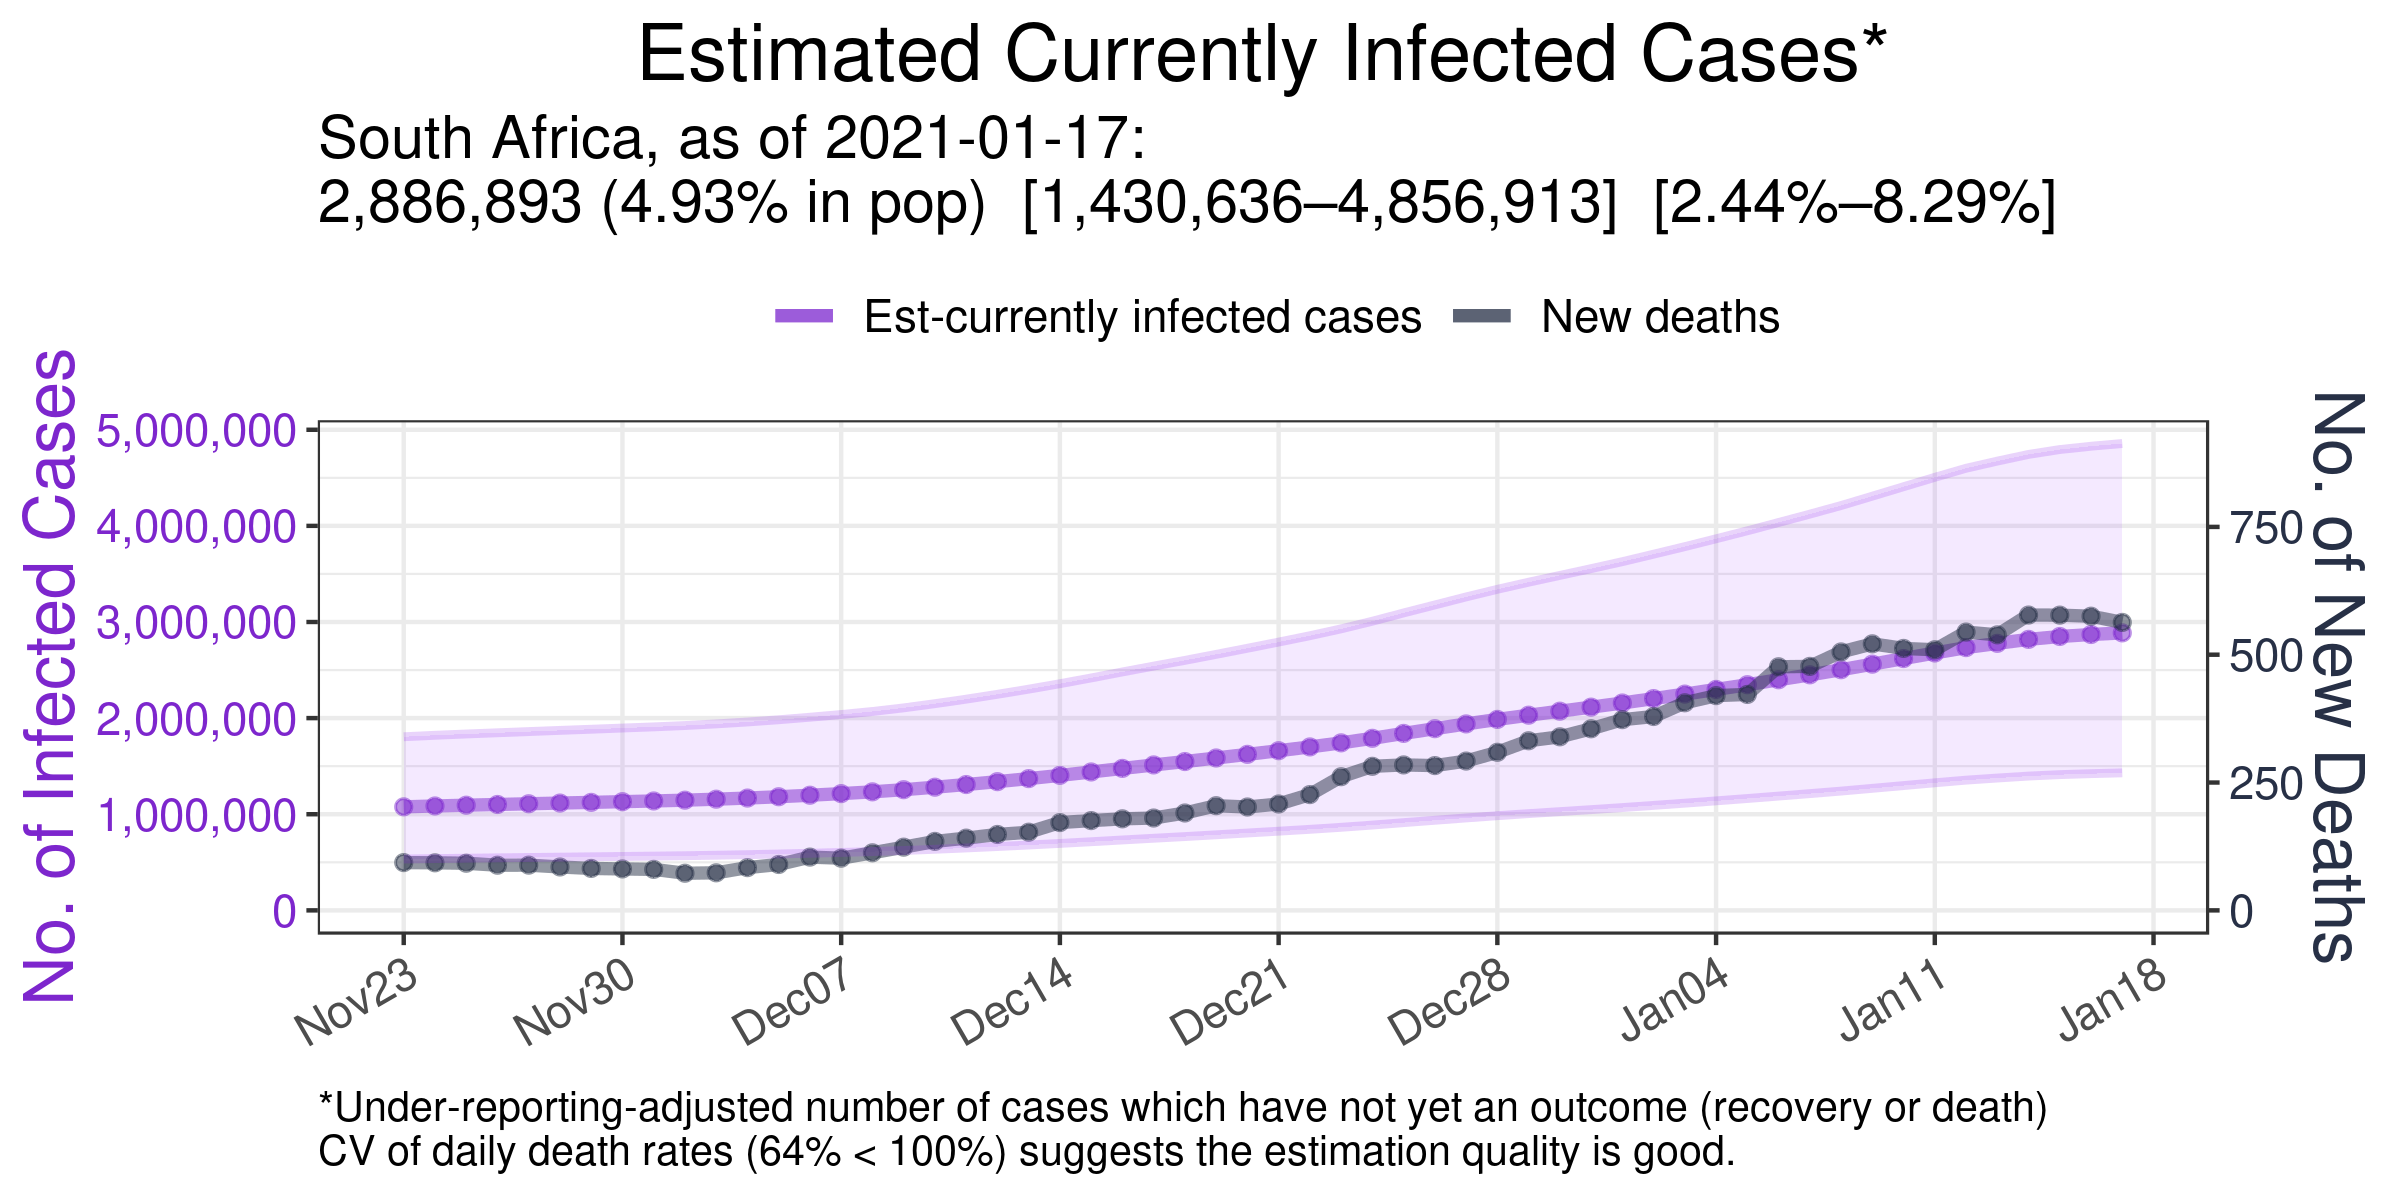 Estimated Currently Infected Cases*
South Africa, as of 2021-01-17:
2,886,893 (4.93% in pop)  [1,430,636–4,856,913]  [2.44%–8.29%]
Est-currently infected cases
New deaths
No. of Infected Cases
5,000,000
4,000,000
3,000,000
2,000,000
1,000,000
0
750
500
250
0
No. of New Deaths
Nov23
Nov30
Dec07
Dec14
Dec21
Dec28
Jan04
Jan11
Jan18
*Under-reporting-adjusted number of cases which have not yet an outcome (recovery or death)
CV of daily death rates (64% < 100%) suggests the estimation quality is good.